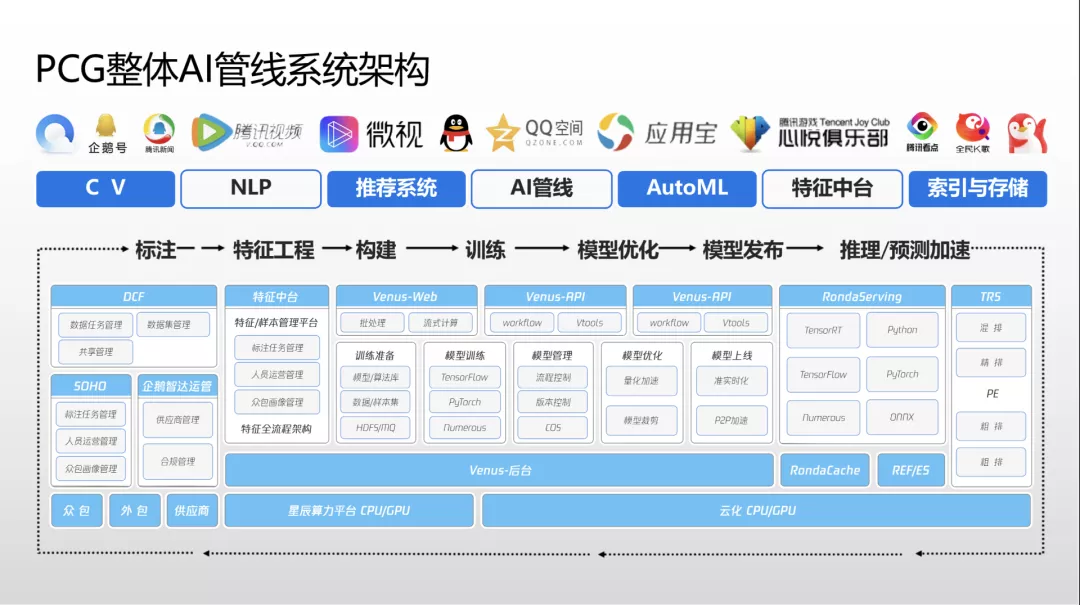 PCG整体AI管线系统架构
企鹅号
腾讯新闻
腾讯视频
V.QQ.COM
微视
QQ空间
QZONE.COM
应用宝
腾讯游戏 Tencent Joy Club
心悦俱乐部
腾讯看点
全民K歌
C V
NLP
推荐系统
AI管线
AutoML
特征中台
索引与存储
标注
特征工程
构建
训练
模型优化
模型发布
推理/预测加速
DCF
数据任务管理
数据集管理
共享管理
SOHO
标注任务管理
人员运营管理
众包画像管理
企鹅智达运管
供应商管理
合规管理
众 包
外 包
供应商
特征中台
特征/样本管理平台
标注任务管理
人员运营管理
众包画像管理
特征全流程架构
Venus-Web
批处理
流式计算
Venus-API
workflow
Vtools
Venus-API
workflow
Vtools
训练准备
模型/算法库
数据/样本集
HDFS/MQ
模型训练
TensorFlow
PyTorch
Numerous
模型管理
流程控制
版本控制
COS
模型优化
量化加速
模型裁剪
模型上线
准实时化
P2P加速
RondaServing
TensorRT
Python
TensorFlow
PyTorch
Numerous
ONNX
TRS
混 排
精 排
PE
粗 排
粗 排
Venus-后台
RondaCache
REF/ES
星辰算力平台 CPU/GPU
云化 CPU/GPU